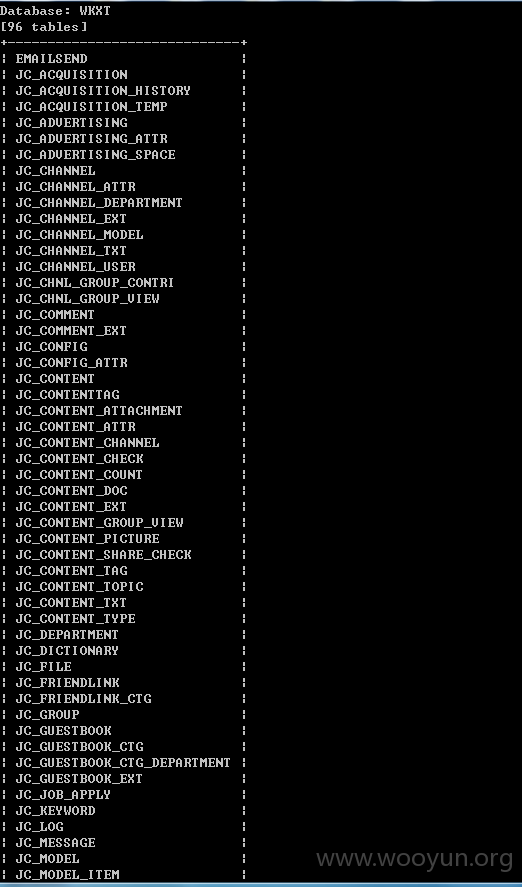 Database: WKXT
[96 tables]
+-----------------------------+
¦ EMAILSEND ¦
¦ JC_ACQUISITION ¦
¦ JC_ACQUISITION_HISTORY ¦
¦ JC_ACQUISITION_TEMP ¦
¦ JC_ADVERTISING ¦
¦ JC_ADVERTISING_ATTR ¦
¦ JC_ADVERTISING_SPACE ¦
¦ JC_CHANNEL ¦
¦ JC_CHANNEL_ATTR ¦
¦ JC_CHANNEL_DEPARTMENT ¦
¦ JC_CHANNEL_EXT ¦
¦ JC_CHANNEL_MODEL ¦
¦ JC_CHANNEL_TXT ¦
¦ JC_CHANNEL_USER ¦
¦ JC_CHNL_GROUP_CONTRI ¦
¦ JC_CHNL_GROUP_VIEW ¦
¦ JC_COMMENT ¦
¦ JC_COMMENT_EXT ¦
¦ JC_CONFIG ¦
¦ JC_CONFIG_ATTR ¦
¦ JC_CONTENT ¦
¦ JC_CONTENTTAG ¦
¦ JC_CONTENT_ATTACHMENT ¦
¦ JC_CONTENT_ATTR ¦
¦ JC_CONTENT_CHANNEL ¦
¦ JC_CONTENT_CHECK ¦
¦ JC_CONTENT_COUNT ¦
¦ JC_CONTENT_DOC ¦
¦ JC_CONTENT_EXT ¦
¦ JC_CONTENT_GROUP_VIEW ¦
¦ JC_CONTENT_PICTURE ¦
¦ JC_CONTENT_SHARE_CHECK ¦
¦ JC_CONTENT_TAG ¦
¦ JC_CONTENT_TOPIC ¦
¦ JC_CONTENT_TXT ¦
¦ JC_CONTENT_TYPE ¦
¦ JC_DEPARTMENT ¦
¦ JC_DICTIONARY ¦
¦ JC_FILE ¦
¦ JC_FRIENDLINK ¦
¦ JC_FRIENDLINK_CTG ¦
¦ JC_GROUP ¦
¦ JC_GUESTBOOK ¦
¦ JC_GUESTBOOK_CTG ¦
¦ JC_GUESTBOOK_CTG_DEPARTMENT ¦
¦ JC_GUESTBOOK_EXT ¦
¦ JC_JOB_APPLY ¦
¦ JC_KEYWORD ¦
¦ JC_LOG ¦
¦ JC_MESSAGE ¦
¦ JC_MODEL ¦
¦ JC_MODEL_ITEM ¦
www.wooyun.org